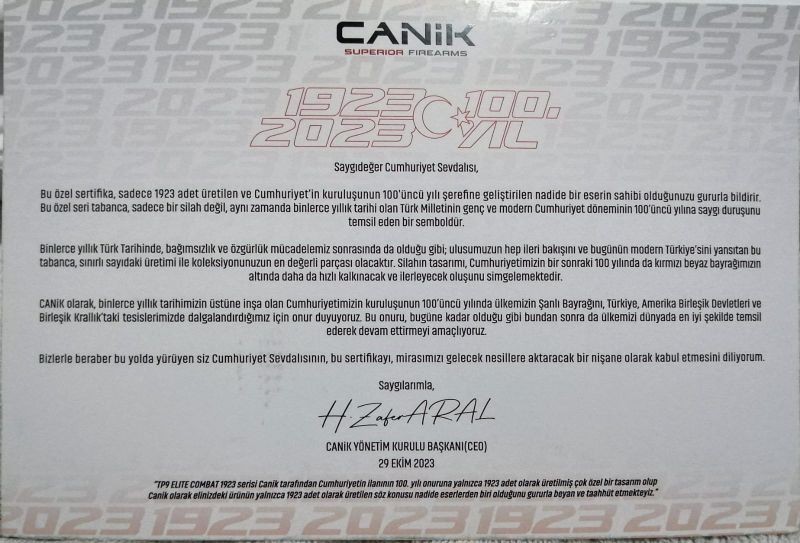 CANiK
SUPERIOR FIREARMS
1923 100.
2023 YIL
Saygıdeğer Cumhuriyet Sevdalısı,
Bu özel sertifika, sadece 1923 adet üretilen ve Cumhuriyet'in kuruluşunun 100'üncü yılı şerefine geliştirilen nadide bir eserin sahibi olduğunuzu gururla bildirir.
Bu özel seri tabanca, sadece bir silah değil, aynı zamanda binlerce yıllık tarihi olan Türk Milletinin genç ve modern Cumhuriyet döneminin 100'üncü yılına saygı duruşunu
temsil eden bir semboldür.
Binlerce yıllık Türk Tarihinde, bağımsızlık ve özgürlük mücadelemiz sonrasında da olduğu gibi; ulusumuzun hep ileri bakışını ve bugünün modern Türkiye'sini yansıtan bu
tabanca, sınırlı sayıdaki üretimi ile koleksiyonunuzun en değerli parçası olacaktır. Silahın tasarımı, Cumhuriyetimizin bir sonraki 100 yılında da kırmızı beyaz bayrağımızın
altında daha da hızlı kalkınacak ve ilerleyecek oluşunu simgelemektedir.
CANiK olarak, binlerce yıllık tarihimizin üstüne inşa olan Cumhuriyetimizin kuruluşunun 100'üncü yılında ülkemizin Şanlı Bayrağını, Türkiye, Amerika Birleşik Devletleri ve
Birleşik Krallık'taki tesislerimizde dalgalandırdığımız için onur duyuyoruz. Bu onuru, bugüne kadar olduğu gibi bundan sonra da ülkemizi dünyada en iyi şekilde temsil
ederek devam ettirmeyi amaçlıyoruz.
Bizlerle beraber bu yolda yürüyen siz Cumhuriyet Sevdalısının, bu sertifikayı, mirasımızı gelecek nesillere aktaracak bir nişane olarak kabul etmesini diliyorum.
Saygılarımla,
H. Zafer ARAL
CANiK YÖNETİM KURULU BAŞKANI(CEO)
29 EKİM 2023
"TP9 ELITE COMBAT 1923 serisi Canik tarafından Cumhuriyetin ilanının 100. yılı onuruna yalnızca 1923 adet olarak üretilmiş çok özel bir tasarım olup
Canik olarak elinizdeki ürünün yalnızca 1923 adet olarak üretilen söz konusu nadide eserlerden biri olduğunu gururla beyan ve taahhüt etmekteyiz."